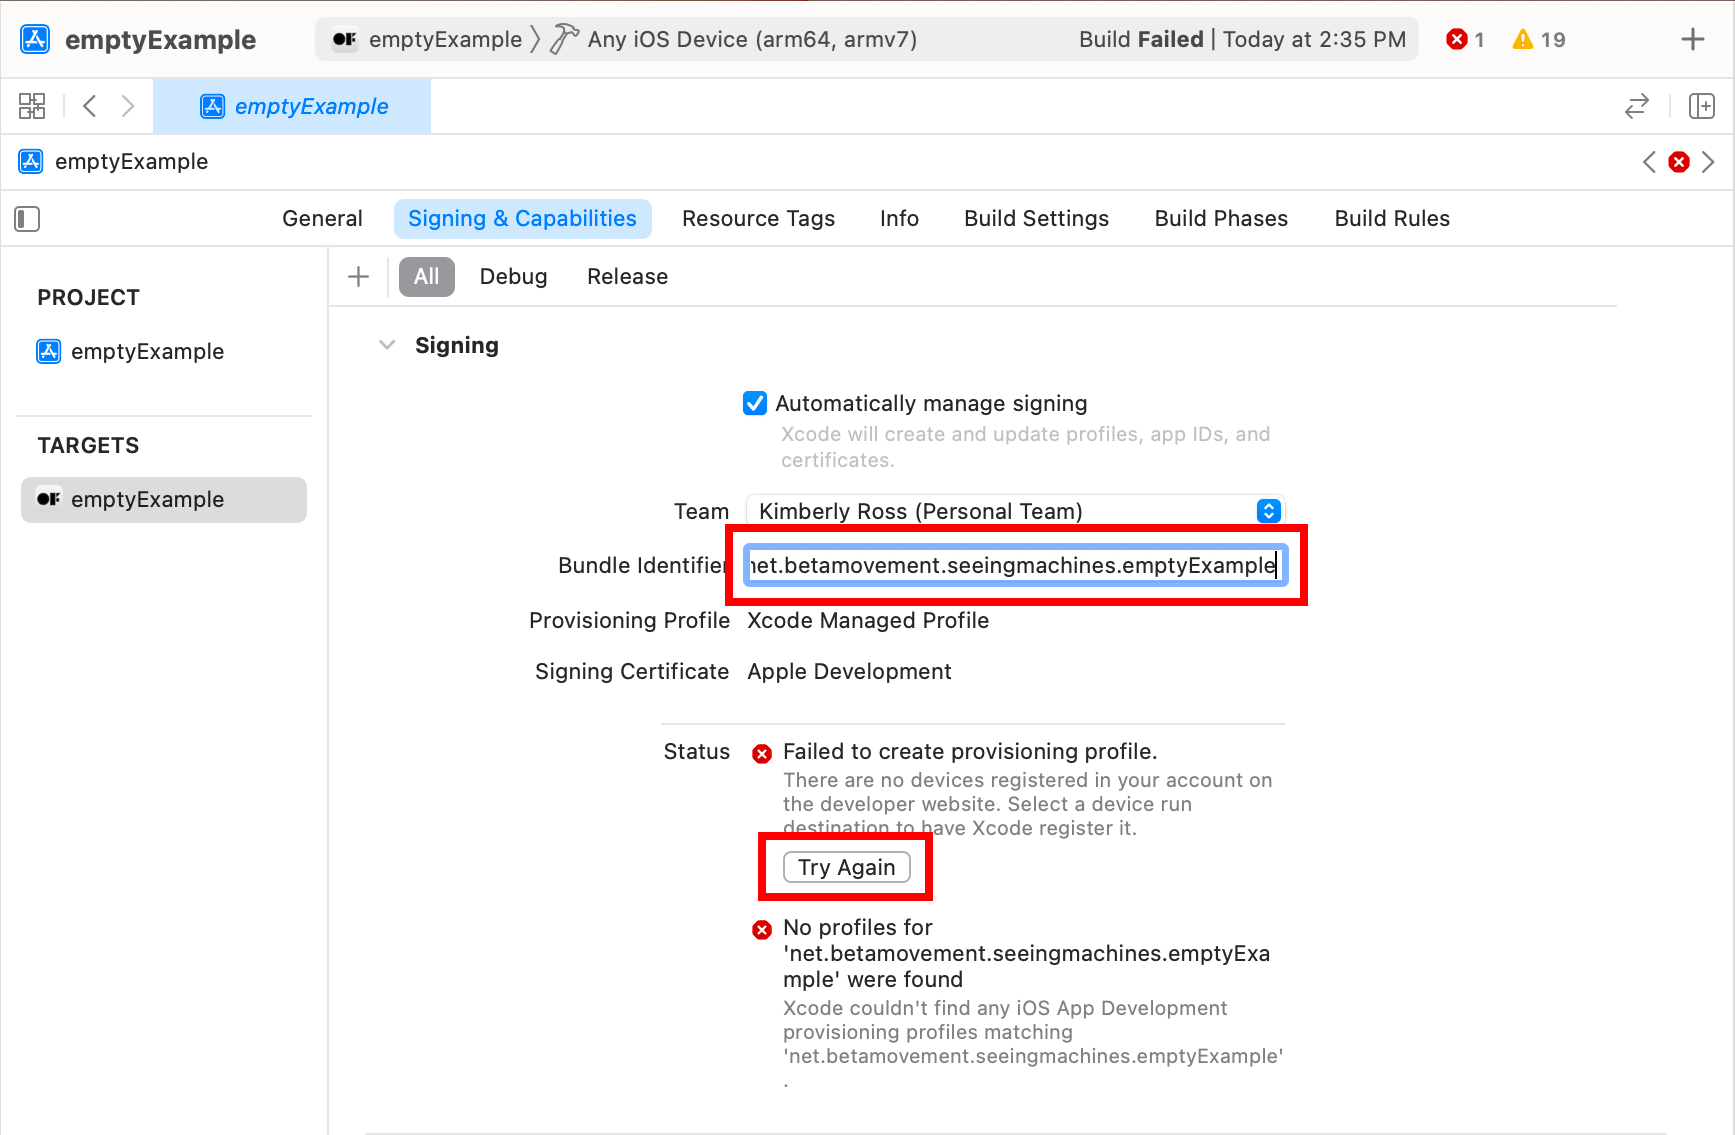 emptyExample
OF emptyExample Any iOS Device (arm64, armv7) Build Failed | Today at 2:35 PM 1 19
emptyExample
emptyExample
General Signing & Capabilities Resource Tags Info Build Settings Build Phases Build Rules
All Debug Release
PROJECT
emptyExample
TARGETS
OF emptyExample
Signing
Automatically manage signing
Xcode will create and update profiles, app IDs, and
certificates.
Team Kimberly Ross (Personal Team)
Bundle Identifier net.betamovement.seeingmachines.emptyExample
Provisioning Profile Xcode Managed Profile
Signing Certificate Apple Development
Status Failed to create provisioning profile.
There are no devices registered in your account on
the developer website. Select a device run
destination to have Xcode register it.
Try Again
No profiles for
'net.betamovement.seeingmachines.emptyExa
mple' were found
Xcode couldn't find any iOS App Development
provisioning profiles matching
'net.betamovement.seeingmachines.emptyExample'
.